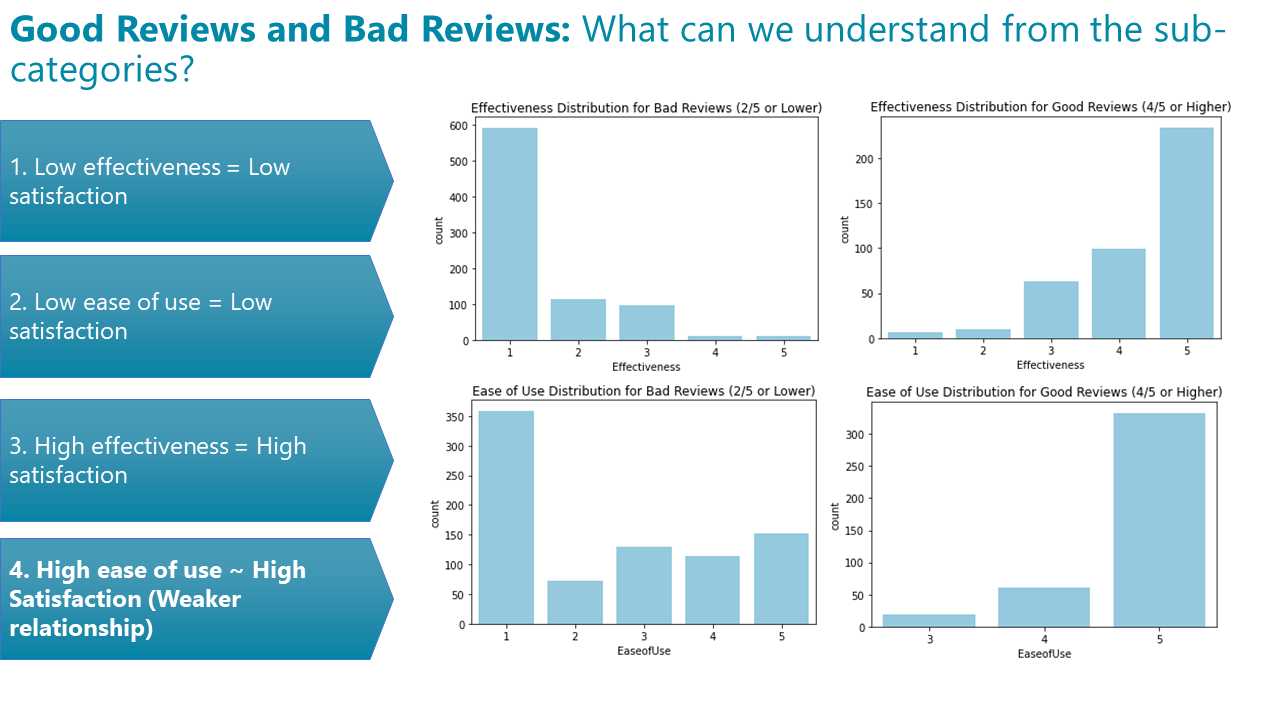 Good Reviews and Bad Reviews: What can we understand from the sub-
categories?
1. Low effectiveness = Low
satisfaction
2. Low ease of use = Low
satisfaction
3. High effectiveness = High
satisfaction
4. High ease of use ~ High
Satisfaction (Weaker
relationship)
Effectiveness Distribution for Bad Reviews (2/5 or Lower)
600
500
400
300
200
100
0
count
1 2 3 4 5
Effectiveness
Effectiveness Distribution for Good Reviews (4/5 or Higher)
200
150
100
50
0
count
1 2 3 4 5
Effectiveness
Ease of Use Distribution for Bad Reviews (2/5 or Lower)
350
300
250
200
150
100
50
0
count
1 2 3 4 5
EaseofUse
Ease of Use Distribution for Good Reviews (4/5 or Higher)
300
250
200
150
100
50
0
count
3 4 5
EaseofUse